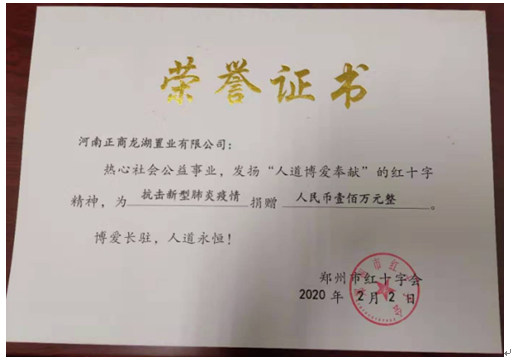 荣誉证书
河南正商龙湖置业有限公司：
热心社会公益事业，发扬“人道博爱奉献”的红十字
精神，为 抗击新型肺炎疫情 捐赠 人民币壹佰万元整 。
博爱长驻，人道永恒！
郑州市红十字会
2020 年 2 月 2 日